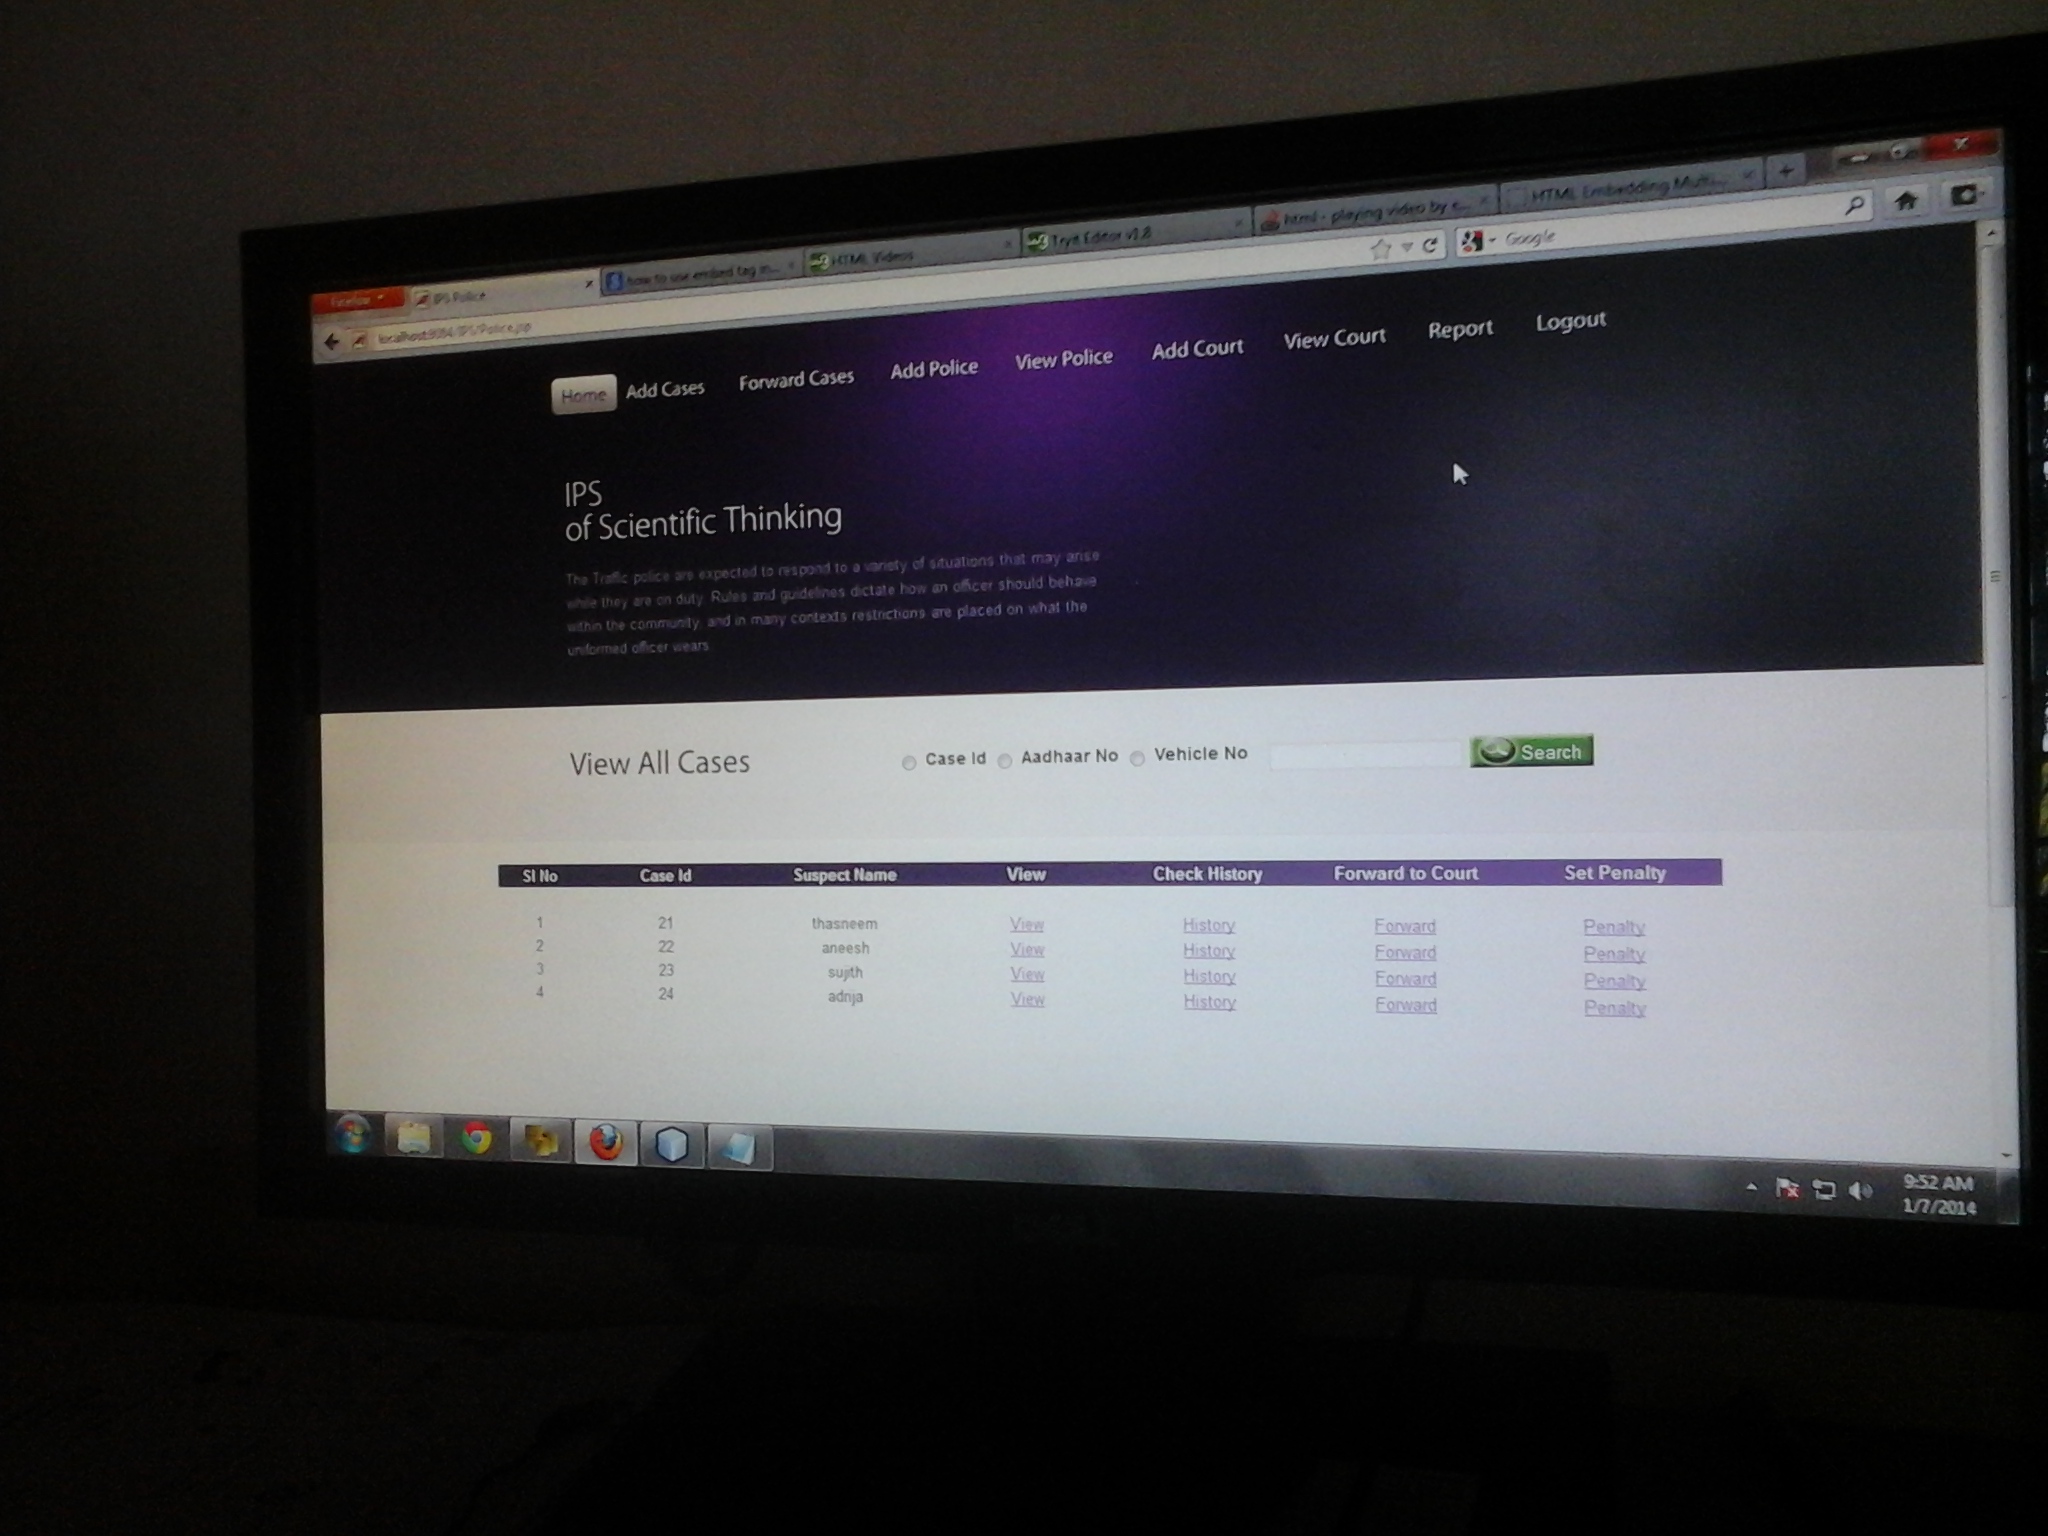 Firefox
IPS Police
how to use embed tag in...
HTML Videos
Tryit Editor v1.8
html - playing video by e...
HTML Embedding Multi...
localhost:8084/IPS/Police.jsp
Google
Home Add Cases Forward Cases Add Police View Police Add Court View Court Report Logout
IPS
of Scientific Thinking
The Traffic police are expected to respond to a variety of situations that may arise
while they are on duty. Rules and guidelines dictate how an officer should behave
within the community, and in many contexts restrictions are placed on what the
uniformed officer wears
View All Cases Case Id Aadhaar No Vehicle No Search
Sl No Case Id Suspect Name View Check History Forward to Court Set Penalty
1 21 thasneem View History Forward Penalty
2 22 aneesh View History Forward Penalty
3 23 sujith View History Forward Penalty
4 24 adnja View History Forward Penalty
9:52 AM
1/7/2014